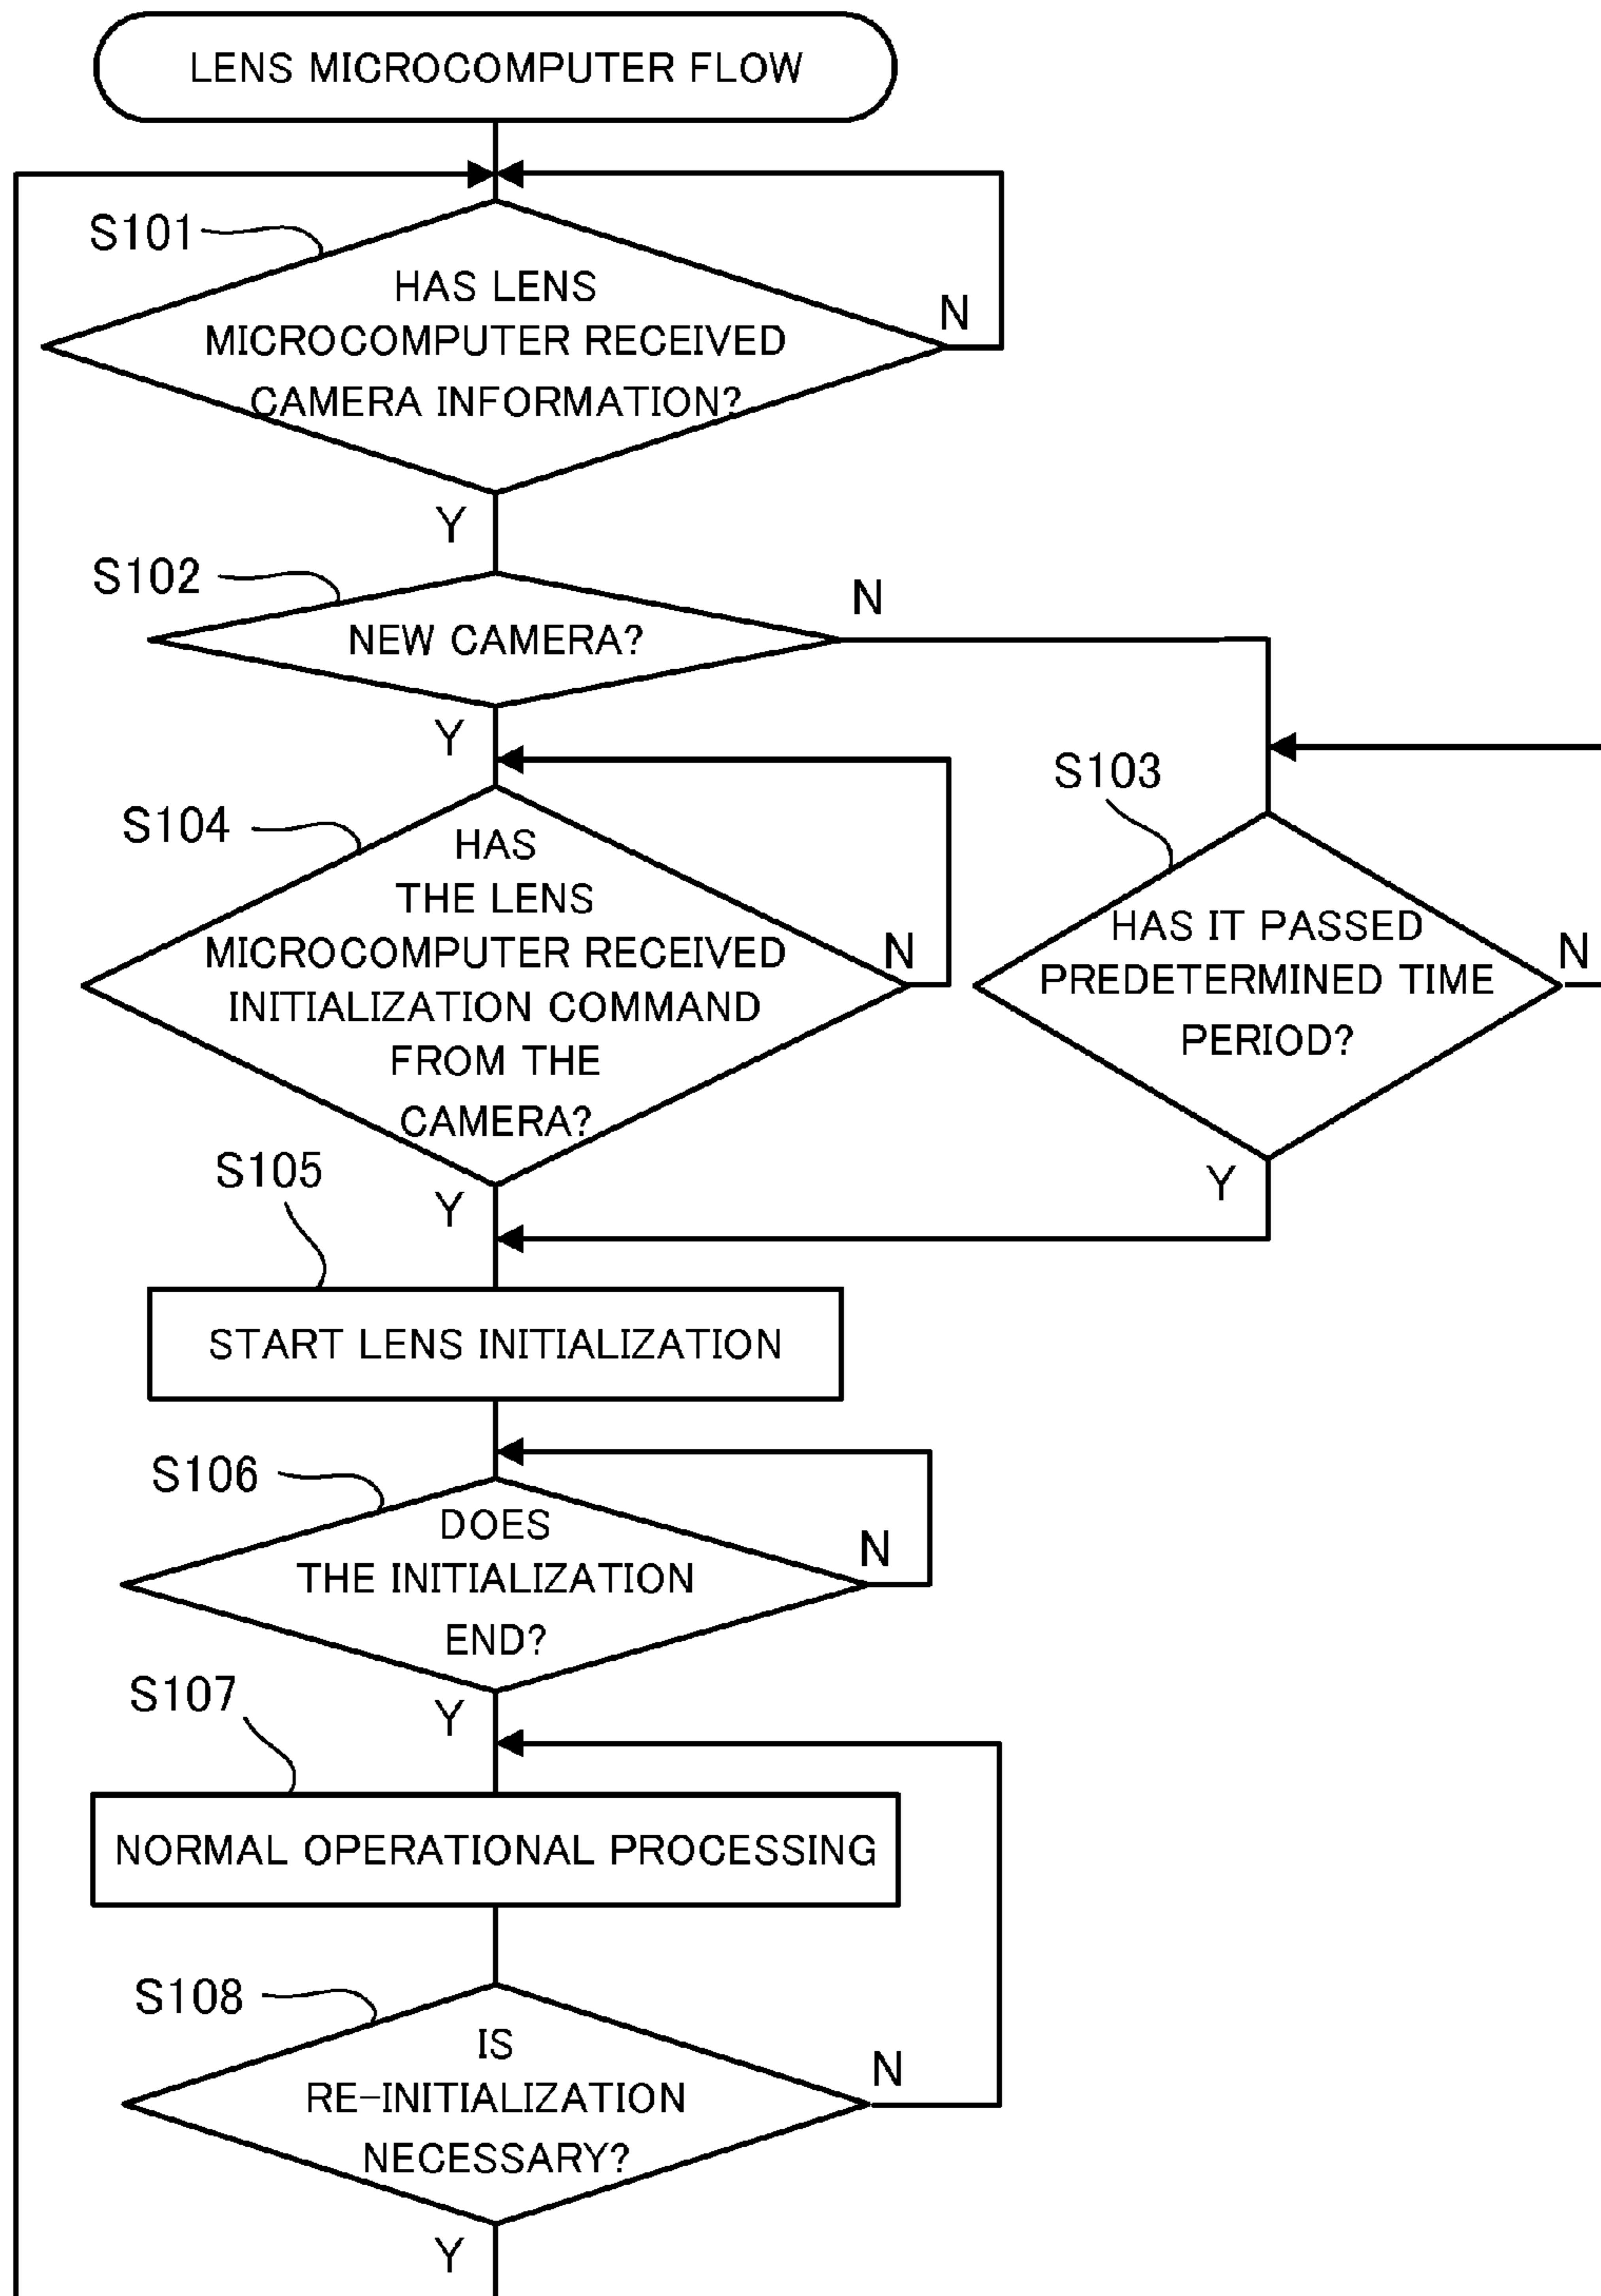 LENS MICROCOMPUTER FLOW
S101
HAS LENS
MICROCOMPUTER RECEIVED
CAMERA INFORMATION?
N
Y
S102
NEW CAMERA?
N
Y
S103
HAS IT PASSED
PREDETERMINED TIME
PERIOD?
N
Y
S104
HAS
THE LENS
MICROCOMPUTER RECEIVED
INITIALIZATION COMMAND
FROM THE
CAMERA?
N
Y
S105
START LENS INITIALIZATION
S106
DOES
THE INITIALIZATION
END?
N
Y
S107
NORMAL OPERATIONAL PROCESSING
S108
IS
RE-INITIALIZATION
NECESSARY?
N
Y